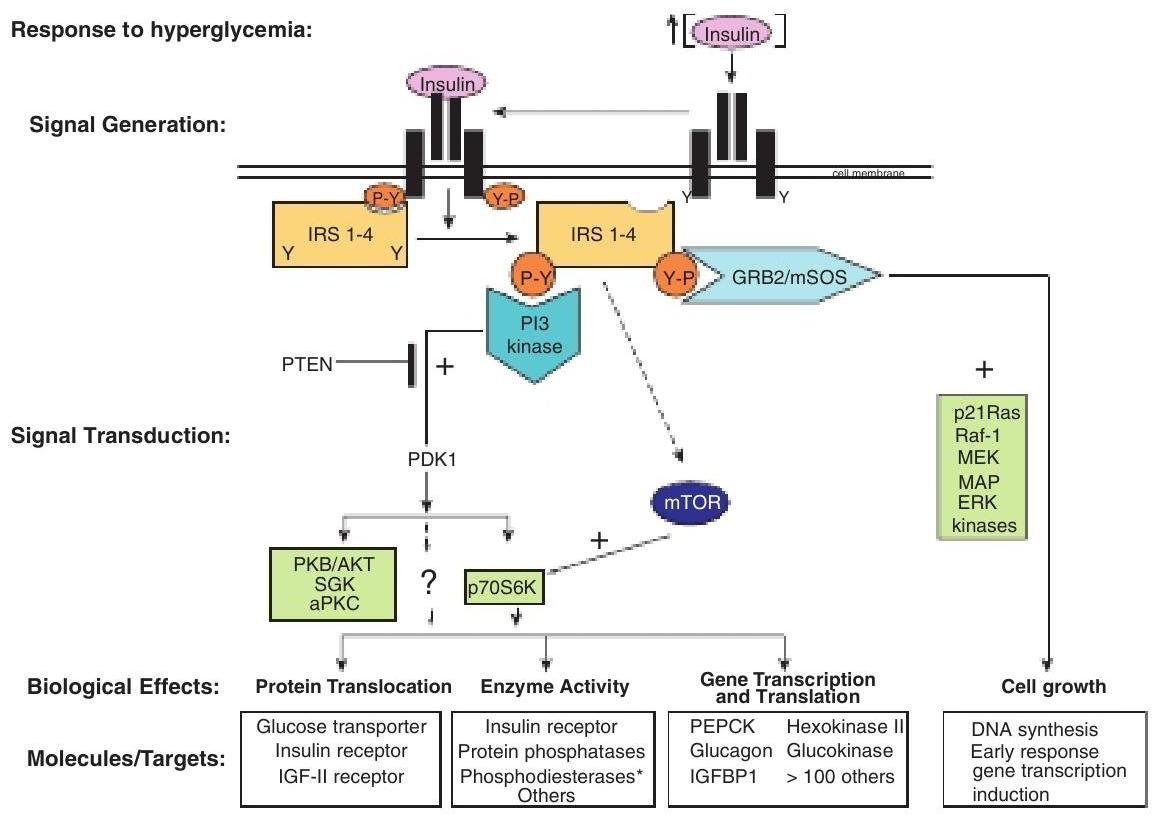 Response to hyperglycemia:
[Insulin]
Insulin
Signal Generation:
cell membrane
P-Y
Y-P
Y
Y
IRS 1-4
Y
Y
IRS 1-4
P-Y
Y-P
GRB2/mSOS
PI3
kinase
PTEN
+
+
p21Ras
Raf-1
MEK
MAP
ERK
kinases
Signal Transduction:
PDK1
mTOR
+
PKB/AKT
SGK
aPKC
?
p70S6K
Biological Effects:
Protein Translocation
Enzyme Activity
Gene Transcription
and Translation
Cell growth
Molecules/Targets:
Glucose transporter
Insulin receptor
IGF-II receptor
Insulin receptor
Protein phosphatases
Phosphodiesterases*
Others
PEPCK Hexokinase II
Glucagon Glucokinase
IGFBP1 > 100 others
DNA synthesis
Early response
gene transcription
induction